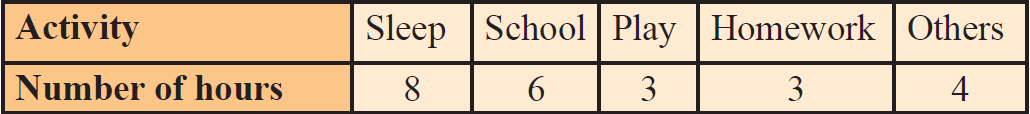 Activity Sleep School Play Homework Others
Number of hours 8 6 3 3 4